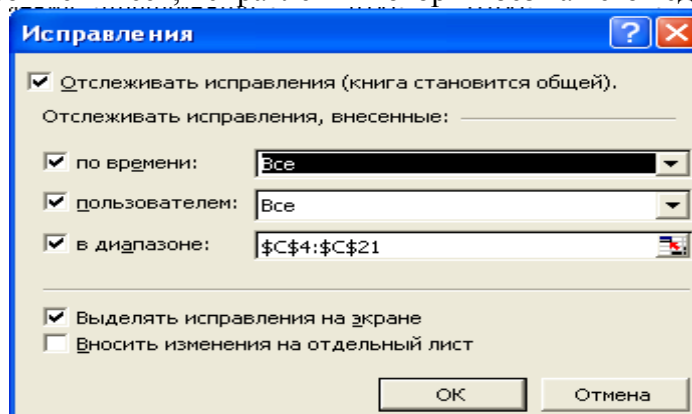 Исправления
Отслеживать исправления (книга становится общей).
Отслеживать исправления, внесенные:
по времени: Все
пользователем: Все
в диапазоне: $C$4:$C$21
Выделять исправления на экране
Вносить изменения на отдельный лист
ОК Отмена